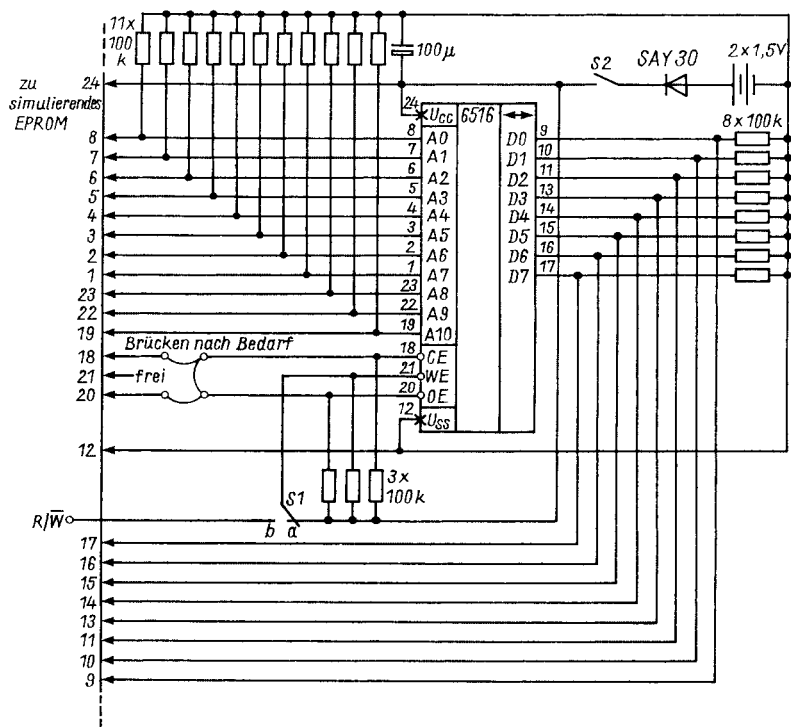 11x
100
k
100 µ
S2
SAY 30
2 x 1,5V
zu
simulierendes
EPROM
24
24
UCC
6516
8 x 100k
8
8
A0
D0
9
7
7
A1
D1
10
6
6
A2
D2
11
5
5
A3
D3
13
4
4
A4
D4
14
3
3
A5
D5
15
2
2
A6
D6
16
1
1
A7
D7
17
23
23
A8
22
22
A9
19
19
A10
Brücken nach Bedarf
18
18
CE
21
frei
21
WE
20
20
OE
12
USS
12
3x
100k
S1
R/W̅
b
a
17
16
15
14
13
11
10
9